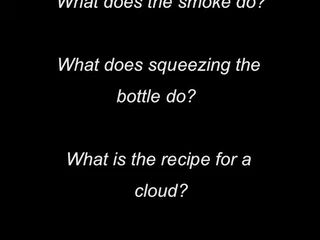 What does the smoke do?
What does squeezing the
bottle do?
What is the recipe for a
cloud?